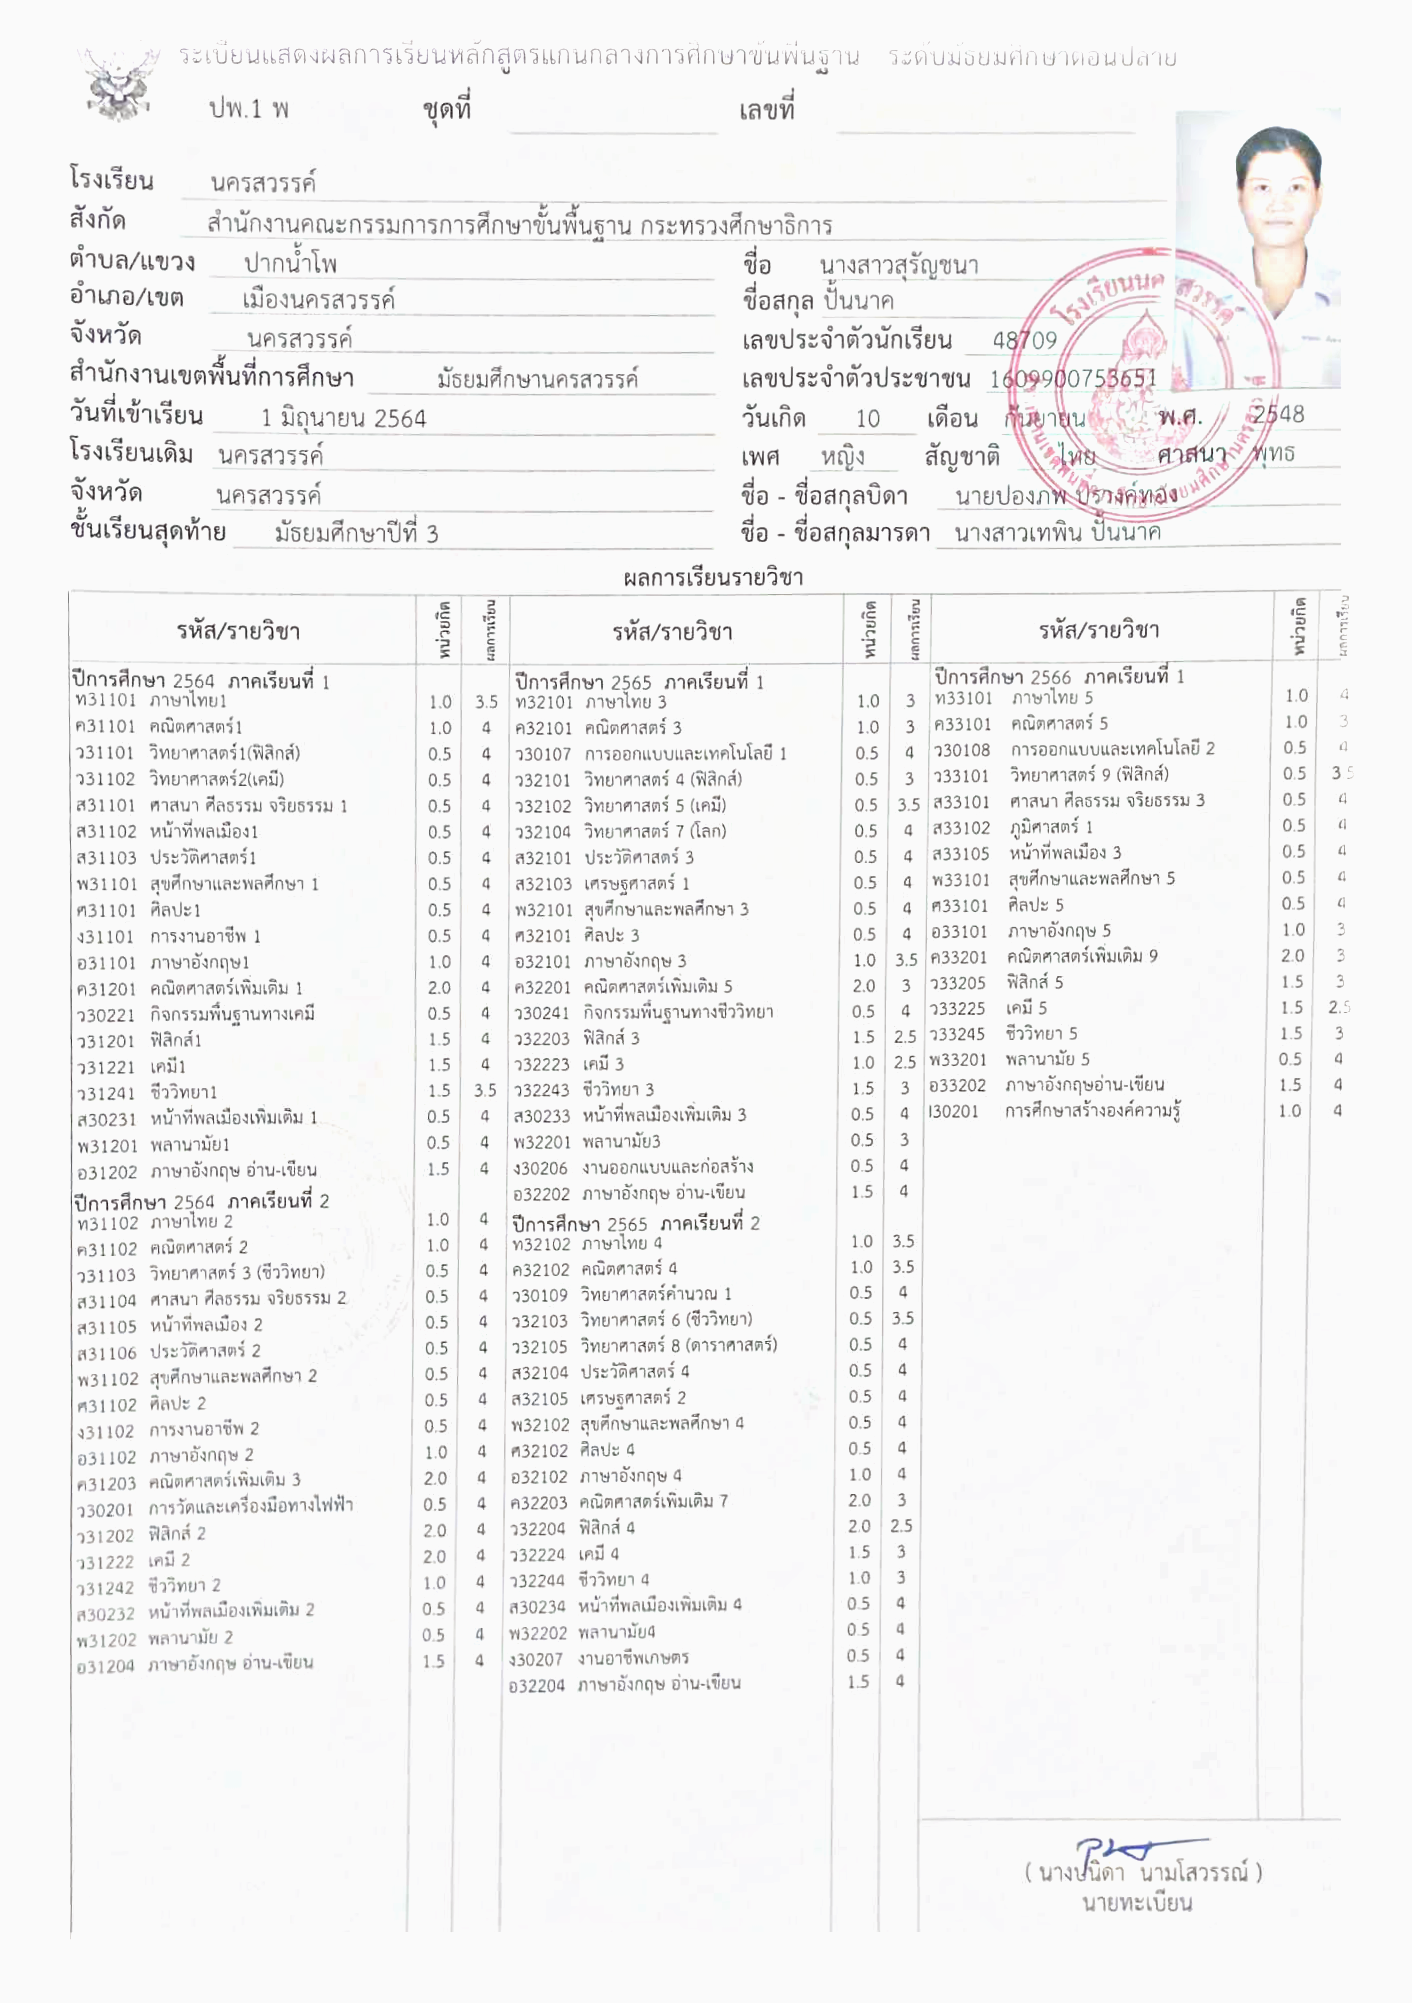 ระเบียนแสดงผลการเรียนหลักสูตรแกนกลางการศึกษาขั้นพื้นฐาน ระดับมัธยมศึกษาตอนปลาย
ปพ.1 พ ชุดที่ เลขที่
โรงเรียน นครสวรรค์
สังกัด สำนักงานคณะกรรมการการศึกษาขั้นพื้นฐาน กระทรวงศึกษาธิการ
ตำบล/แขวง ปากน้ำโพ
อำเภอ/เขต เมืองนครสวรรค์
จังหวัด นครสวรรค์
สำนักงานเขตพื้นที่การศึกษา มัธยมศึกษานครสวรรค์
วันที่เข้าเรียน 1 มิถุนายน 2564
โรงเรียนเดิม นครสวรรค์
จังหวัด นครสวรรค์
ชั้นเรียนสุดท้าย มัธยมศึกษาปีที่ 3
ชื่อ นางสาวสุรัญชนา
ชื่อสกุล ปั้นนาค
เลขประจำตัวนักเรียน 48709
เลขประจำตัวประชาชน 1609900753651
วันเกิด 10 เดือน กันยายน พ.ศ. 2548
เพศ หญิง สัญชาติ ไทย ศาสนา พุทธ
ชื่อ - ชื่อสกุลบิดา นายปองภพ
ชื่อ - ชื่อสกุลมารดา นางสาวเทพิน ปั้นนาค
โรงเรียนนครสวรรค์
ผลการเรียนรายวิชา
รหัส/รายวิชา หน่วยกิต ผลการเรียน
ปีการศึกษา 2564 ภาคเรียนที่ 1
ท31101 ภาษาไทย1 1.0 3.5
ค31101 คณิตศาสตร์1 1.0 4
ว31101 วิทยาศาสตร์1(ฟิสิกส์) 0.5 4
ว31102 วิทยาศาสตร์2(เคมี) 0.5 4
ส31101 ศาสนา ศีลธรรม จริยธรรม 1 0.5 4
ส31102 หน้าที่พลเมือง1 0.5 4
ส31103 ประวัติศาสตร์1 0.5 4
พ31101 สุขศึกษาและพลศึกษา 1 0.5 4
ศ31101 ศิลปะ1 0.5 4
ง31101 การงานอาชีพ 1 0.5 4
อ31101 ภาษาอังกฤษ1 1.0 4
ค31201 คณิตศาสตร์เพิ่มเติม 1 2.0 4
ว30221 กิจกรรมพื้นฐานทางเคมี 0.5 4
ว31201 ฟิสิกส์1 1.5 4
ว31221 เคมี1 1.5 4
ว31241 ชีววิทยา1 1.5 3.5
ส30231 หน้าที่พลเมืองเพิ่มเติม 1 0.5 4
พ31201 พลานามัย1 0.5 4
อ31202 ภาษาอังกฤษ อ่าน-เขียน 1.5 4
ปีการศึกษา 2564 ภาคเรียนที่ 2
ท31102 ภาษาไทย 2 1.0 4
ค31102 คณิตศาสตร์ 2 1.0 4
ว31103 วิทยาศาสตร์ 3 (ชีววิทยา) 0.5 4
ส31104 ศาสนา ศีลธรรม จริยธรรม 2 0.5 4
ส31105 หน้าที่พลเมือง 2 0.5 4
ส31106 ประวัติศาสตร์ 2 0.5 4
พ31102 สุขศึกษาและพลศึกษา 2 0.5 4
ศ31102 ศิลปะ 2 0.5 4
ง31102 การงานอาชีพ 2 0.5 4
อ31102 ภาษาอังกฤษ 2 1.0 4
ค31203 คณิตศาสตร์เพิ่มเติม 3 2.0 4
ว30201 การวัดและเครื่องมือทางไฟฟ้า 0.5 4
ว31202 ฟิสิกส์ 2 2.0 4
ว31222 เคมี 2 2.0 4
ว31242 ชีววิทยา 2 1.0 4
ส30232 หน้าที่พลเมืองเพิ่มเติม 2 0.5 4
พ31202 พลานามัย 2 0.5 4
อ31204 ภาษาอังกฤษ อ่าน-เขียน 1.5 4
รหัส/รายวิชา หน่วยกิต ผลการเรียน
ปีการศึกษา 2565 ภาคเรียนที่ 1
ท32101 ภาษาไทย 3 1.0 3
ค32101 คณิตศาสตร์ 3 1.0 3
ว30107 การออกแบบและเทคโนโลยี 1 0.5 4
ว32101 วิทยาศาสตร์ 4 (ฟิสิกส์) 0.5 3
ว32102 วิทยาศาสตร์ 5 (เคมี) 0.5 3.5
ว32104 วิทยาศาสตร์ 7 (โลก) 0.5 4
ส32101 ประวัติศาสตร์ 3 0.5 4
ส32103 เศรษฐศาสตร์ 1 0.5 4
พ32101 สุขศึกษาและพลศึกษา 3 0.5 4
ศ32101 ศิลปะ 3 0.5 4
อ32101 ภาษาอังกฤษ 3 1.0 3.5
ค32201 คณิตศาสตร์เพิ่มเติม 5 2.0 3
ว30241 กิจกรรมพื้นฐานทางชีววิทยา 0.5 4
ว32203 ฟิสิกส์ 3 1.5 2.5
ว32223 เคมี 3 1.0 2.5
ว32243 ชีววิทยา 3 1.5 3
ส30233 หน้าที่พลเมืองเพิ่มเติม 3 0.5 4
พ32201 พลานามัย3 0.5 3
ง30206 งานออกแบบและก่อสร้าง 0.5 4
อ32202 ภาษาอังกฤษ อ่าน-เขียน 1.5 4
ปีการศึกษา 2565 ภาคเรียนที่ 2
ท32102 ภาษาไทย 4 1.0 3.5
ค32102 คณิตศาสตร์ 4 1.0 3.5
ว30109 วิทยาศาสตร์คำนวณ 1 0.5 4
ว32103 วิทยาศาสตร์ 6 (ชีววิทยา) 0.5 3.5
ว32105 วิทยาศาสตร์ 8 (ดาราศาสตร์) 0.5 4
ส32104 ประวัติศาสตร์ 4 0.5 4
ส32105 เศรษฐศาสตร์ 2 0.5 4
พ32102 สุขศึกษาและพลศึกษา 4 0.5 4
ศ32102 ศิลปะ 4 0.5 4
อ32102 ภาษาอังกฤษ 4 1.0 4
ค32203 คณิตศาสตร์เพิ่มเติม 7 2.0 3
ว32204 ฟิสิกส์ 4 2.0 2.5
ว32224 เคมี 4 1.5 3
ว32244 ชีววิทยา 4 1.0 3
ส30234 หน้าที่พลเมืองเพิ่มเติม 4 0.5 4
พ32202 พลานามัย4 0.5 4
ง30207 งานอาชีพเกษตร 0.5 4
อ32204 ภาษาอังกฤษ อ่าน-เขียน 1.5 4
รหัส/รายวิชา หน่วยกิต ผลการเรียน
ปีการศึกษา 2566 ภาคเรียนที่ 1
ท33101 ภาษาไทย 5 1.0 4
ค33101 คณิตศาสตร์ 5 1.0 3
ว30108 การออกแบบและเทคโนโลยี 2 0.5 4
ว33101 วิทยาศาสตร์ 9 (ฟิสิกส์) 0.5 3.5
ส33101 ศาสนา ศีลธรรม จริยธรรม 3 0.5 4
ส33102 ภูมิศาสตร์ 1 0.5 4
ส33105 หน้าที่พลเมือง 3 0.5 4
พ33101 สุขศึกษาและพลศึกษา 5 0.5 4
ศ33101 ศิลปะ 5 0.5 4
อ33101 ภาษาอังกฤษ 5 1.0 3
ค33201 คณิตศาสตร์เพิ่มเติม 9 2.0 3
ว33205 ฟิสิกส์ 5 1.5 3
ว33225 เคมี 5 1.5 2.5
ว33245 ชีววิทยา 5 1.5 3
พ33201 พลานามัย 5 0.5 4
อ33202 ภาษาอังกฤษอ่าน-เขียน 1.5 4
I30201 การศึกษาสร้างองค์ความรู้ 1.0 4
นามโสวรรณ์ )
นายทะเบียน